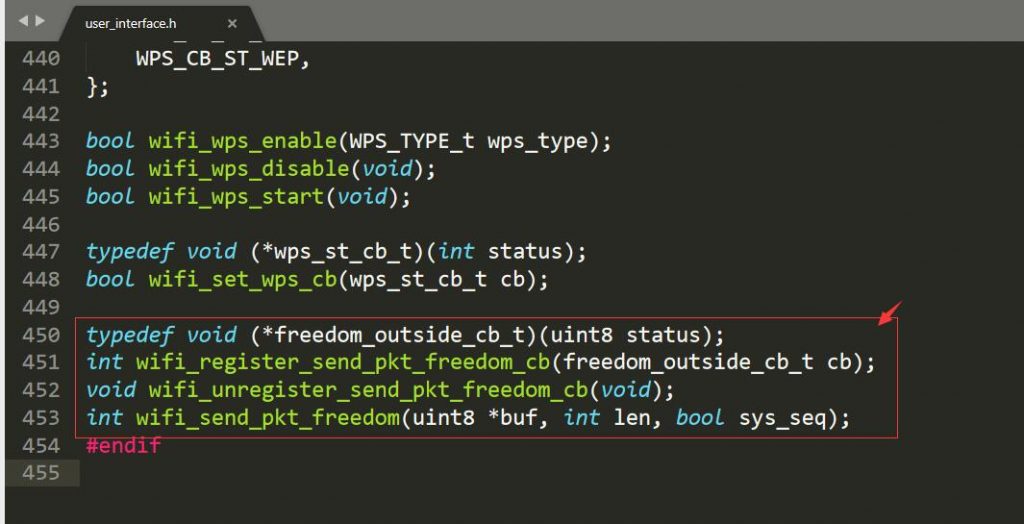 user_interface.h ×
440 WPS_CB_ST_WEP,
441 };
442
443 bool wifi_wps_enable(WPS_TYPE_t wps_type);
444 bool wifi_wps_disable(void);
445 bool wifi_wps_start(void);
446
447 typedef void (*wps_st_cb_t)(int status);
448 bool wifi_set_wps_cb(wps_st_cb_t cb);
449
450 typedef void (*freedom_outside_cb_t)(uint8 status);
451 int wifi_register_send_pkt_freedom_cb(freedom_outside_cb_t cb);
452 void wifi_unregister_send_pkt_freedom_cb(void);
453 int wifi_send_pkt_freedom(uint8 *buf, int len, bool sys_seq);
454 #endif
455